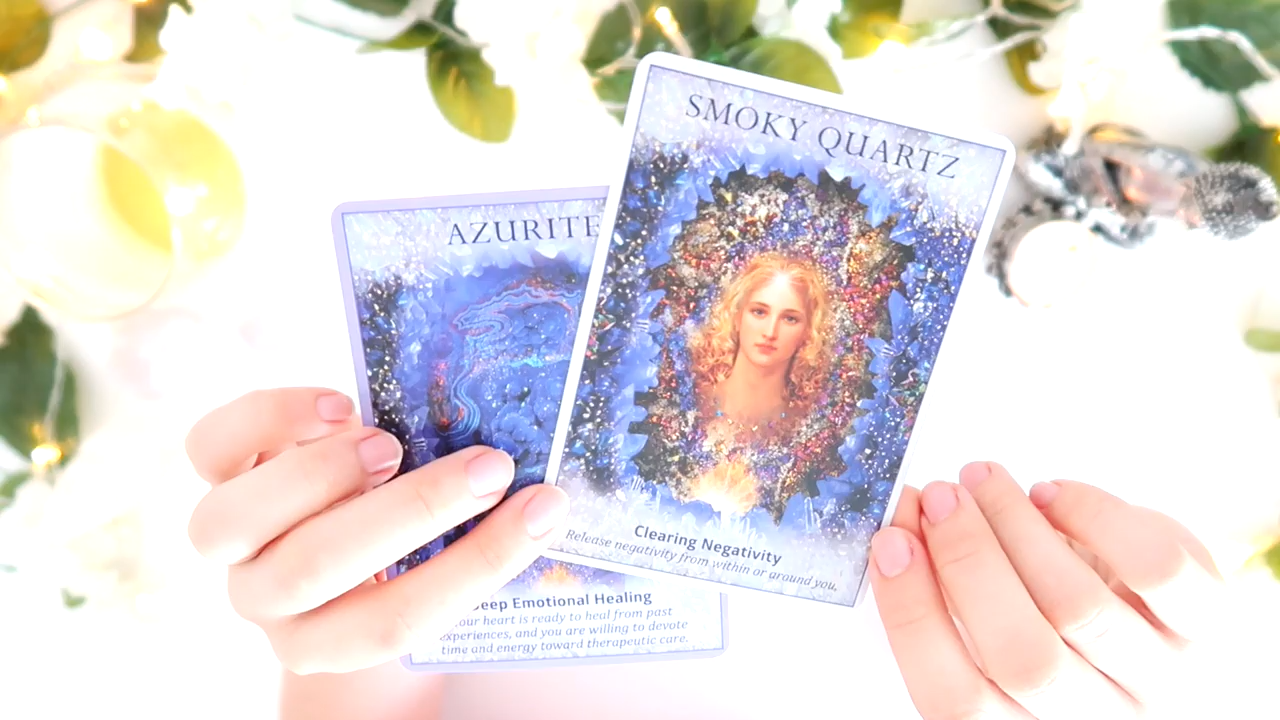 SMOKY QUARTZ
Clearing Negativity
Release negativity from within or around you.
AZURITE
Deep Emotional Healing
Your heart is ready to heal from past
experiences, and you are willing to devote
time and energy toward therapeutic care.